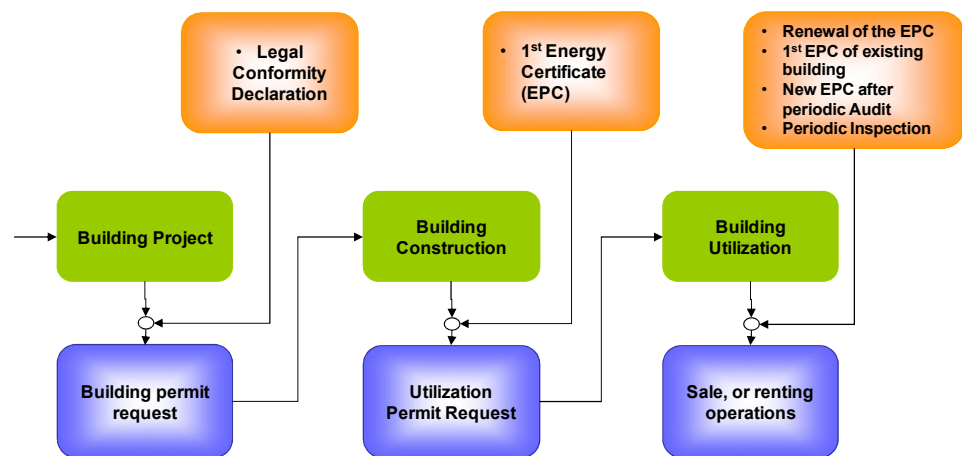 • Legal
Conformity
Declaration
• 1st Energy
Certificate
(EPC)
• Renewal of the EPC
• 1st EPC of existing
building
• New EPC after
periodic Audit
• Periodic Inspection
Building Project
Building
Construction
Building
Utilization
Building permit
request
Utilization
Permit Request
Sale, or renting
operations